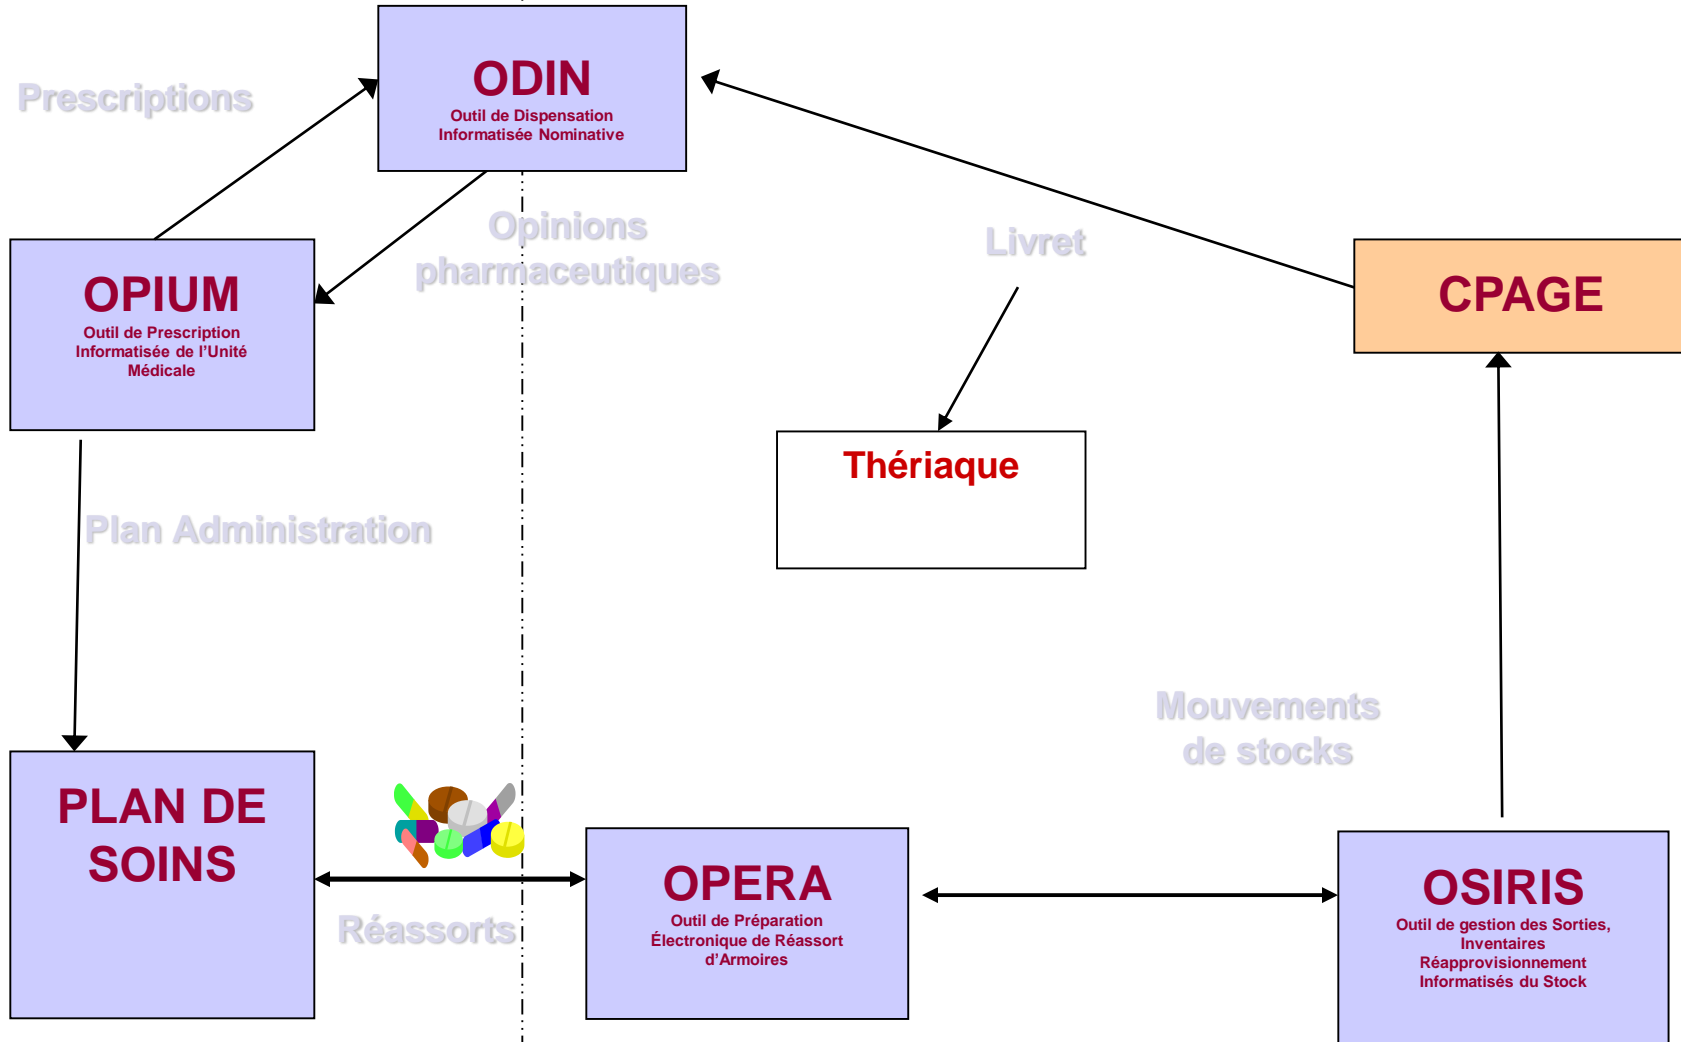 ODIN
Outil de Dispensation
Informatisée Nominative
Prescriptions
Opinions
pharmaceutiques
Livret
OPIUM
Outil de Prescription
Informatisée de l’Unité
Médicale
CPAGE
Thériaque
Plan Administration
Mouvements
de stocks
PLAN DE
SOINS
Réassorts
OPERA
Outil de Préparation
Électronique de Réassort
d’Armoires
OSIRIS
Outil de gestion des Sorties,
Inventaires
Réapprovisionnement
Informatisés du Stock